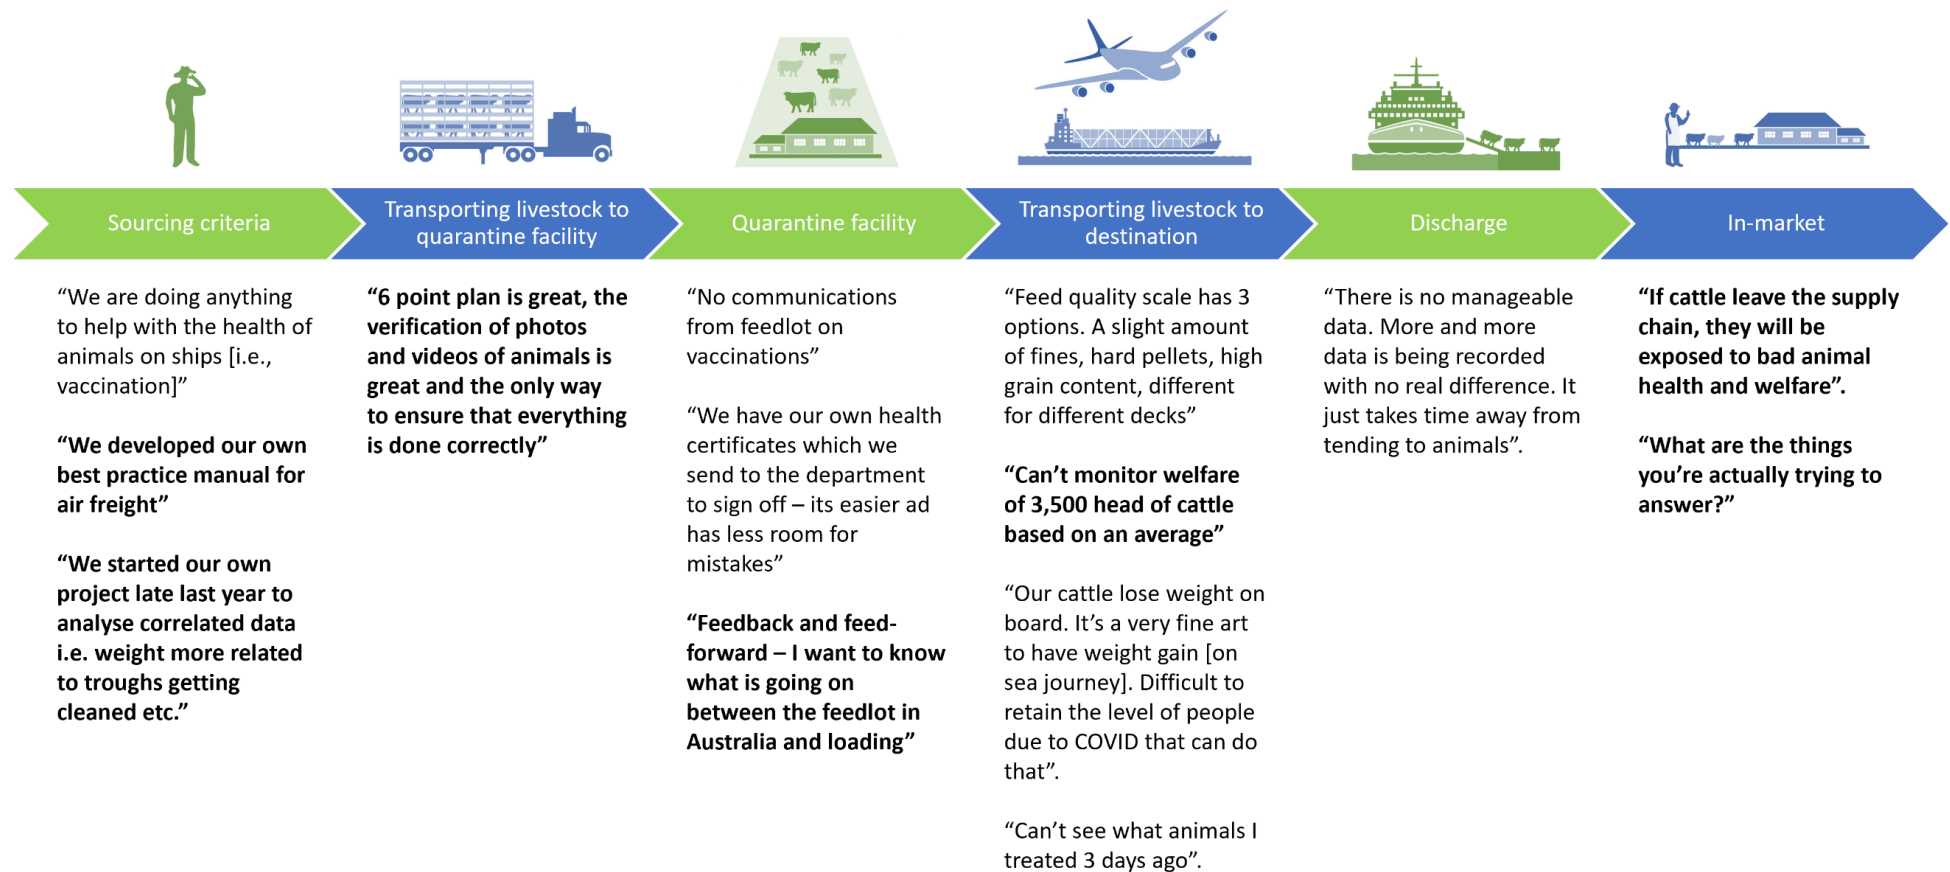 Sourcing criteria
Transporting livestock to
quarantine facility
Quarantine facility
Transporting livestock to
destination
Discharge
In-market
“We are doing anything
to help with the health of
animals on ships [i.e.,
vaccination]”
“We developed our own
best practice manual for
air freight”
“We started our own
project late last year to
analyse correlated data
i.e. weight more related
to troughs getting
cleaned etc.”
“6 point plan is great, the
verification of photos
and videos of animals is
great and the only way
to ensure that everything
is done correctly”
“No communications
from feedlot on
vaccinations”
“We have our own health
certificates which we
send to the department
to sign off – its easier ad
has less room for
mistakes”
“Feedback and feed-
forward – I want to know
what is going on
between the feedlot in
Australia and loading”
“Feed quality scale has 3
options. A slight amount
of fines, hard pellets, high
grain content, different
for different decks”
“Can’t monitor welfare
of 3,500 head of cattle
based on an average”
“Our cattle lose weight on
board. It’s a very fine art
to have weight gain [on
sea journey]. Difficult to
retain the level of people
due to COVID that can do
that”.
“Can’t see what animals I
treated 3 days ago”.
“There is no manageable
data. More and more
data is being recorded
with no real difference. It
just takes time away from
tending to animals”.
“If cattle leave the supply
chain, they will be
exposed to bad animal
health and welfare”.
“What are the things
you’re actually trying to
answer?”